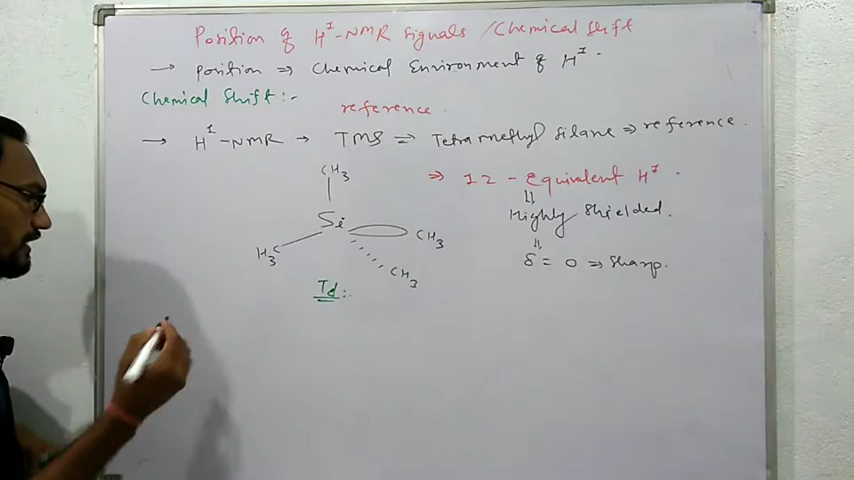 Position of H¹-NMR Signals /Chemical Shift
→ Position ⇒ Chemical Environment of H¹.
Chemical Shift:-
reference
→ H¹-NMR → TMS ⇒ Tetramethyl silane ⇒ reference.
⇒ 12 - Equivalent H¹.
Highly Shielded.
δ = 0 ⇒ Sharp.
CH₃
Si
H₃C
CH₃
CH₃
Td: